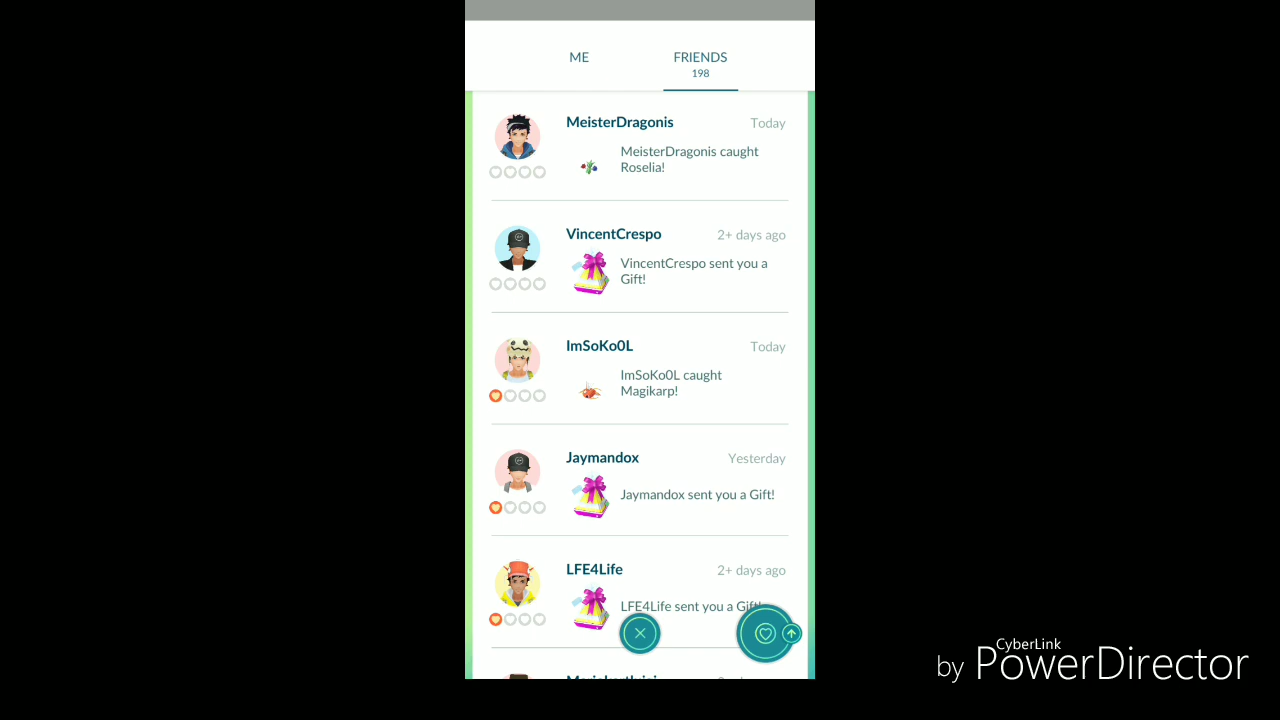 ME
FRIENDS
198
MeisterDragonis
Today
MeisterDragonis caught
Roselia!
VincentCrespo
2+ days ago
VincentCrespo sent you a
Gift!
ImSoKo0L
Today
ImSoKo0L caught
Magikarp!
Jaymandox
Yesterday
Jaymandox sent you a Gift!
LFE4Life
2+ days ago
LFE4Life sent you a Gift!
by CyberLink
PowerDirector